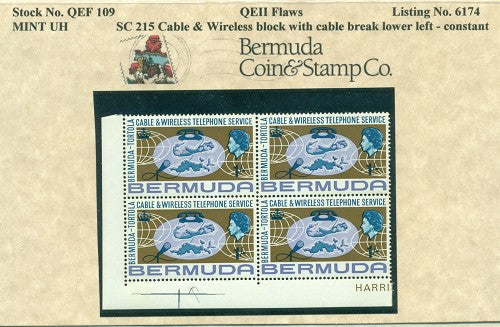 Stock No. QEF 109 QEII Flaws Listing No. 6174
MINT UH SC 215 Cable & Wireless block with cable break lower left - constant
Bermuda
Coin & Stamp Co.
BERMUDA-TORTOLA CABLE & WIRELESS TELEPHONE SERVICE
BERMUDA
BERMUDA-TORTOLA CABLE & WIRELESS TELEPHONE SERVICE
BERMUDA
BERMUDA-TORTOLA CABLE & WIRELESS TELEPHONE SERVICE
BERMUDA
BERMUDA-TORTOLA CABLE & WIRELESS TELEPHONE SERVICE
BERMUDA
HARRI